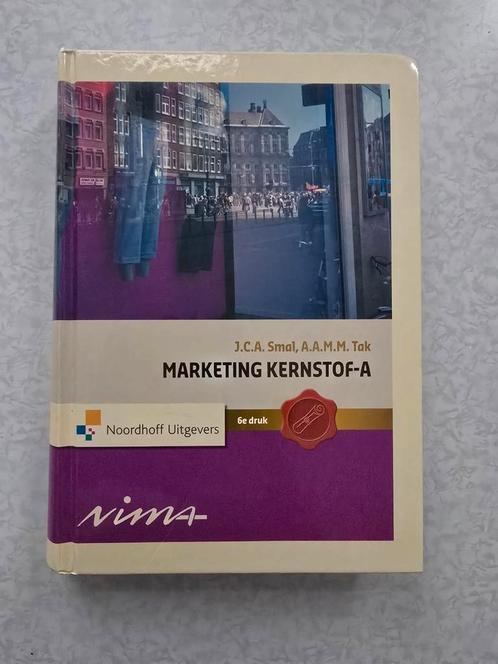 J.C.A. Smal, A.A.M.M. Tak
MARKETING KERNSTOF-A
Noordhoff Uitgevers
6e druk
NIMA